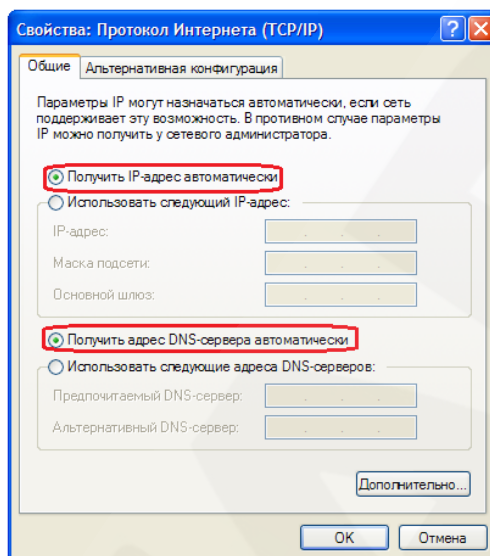 Свойства: Протокол Интернета (TCP/IP)
Общие
Альтернативная конфигурация
Параметры IP могут назначаться автоматически, если сеть
поддерживает эту возможность. В противном случае параметры
IP можно получить у сетевого администратора.
Получить IP-адрес автоматически
Использовать следующий IP-адрес:
IP-адрес:
Маска подсети:
Основной шлюз:
Получить адрес DNS-сервера автоматически
Использовать следующие адреса DNS-серверов:
Предпочитаемый DNS-сервер:
Альтернативный DNS-сервер:
Дополнительно...
OK
Отмена